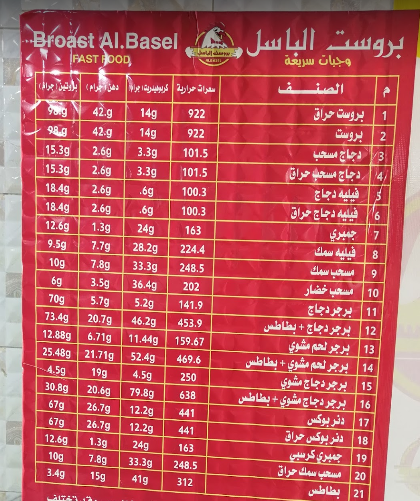 Broast Al.Basel بروست الباسل
FAST FOOD وجبات سريعة
م الصنف سعرات حرارية كربوهيدريت (جرام) دهن (جرام) بروتين (جرام)
1 بروست حراق 922 14g 42.g 98.g
2 بروست 922 14g 42.g 98.g
3 دجاج مسحب 101.5 3.3g 2.6g 15.3g
4 دجاج مسحب حراق 101.5 3.3g 2.6g 15.3g
5 فيليه دجاج 100.3 .6g 2.6g 18.4g
6 فيليه دجاج حراق 100.3 .6g 2.6g 18.4g
7 جمبري 163 24g 1.3g 12.6g
8 فيليه سمك 224.4 28.2g 7.7g 9.5g
9 مسحب سمك 248.5 33.3g 7.8g 10g
10 مسحب خضار 202 36.4g 3.5g 6g
11 برجر دجاج 141.9 5.2g 5.7g 70g
12 برجر دجاج + بطاطس 453.9 46.2g 20.7g 73.4g
13 برجر لحم مشوي 159.67 11.44g 6.71g 12.88g
14 برجر لحم مشوي + بطاطس 469.6 52.4g 21.71g 25.48g
15 برجر دجاج مشوي 250 4.5g 19g 4.5g
16 برجر دجاج مشوي + بطاطس 638 79.8g 20.6g 30.8g
17 دنر بوكس 441 12.2g 26.7g 67g
18 دنر بوكس حراق 441 12.2g 26.7g 67g
19 جمبري كرسبي 163 24g 1.3g 12.6g
20 مسحب سمك حراق 248.5 33.3g 7.8g 10g
21 بطاطس 312 41g 15g 3.4g